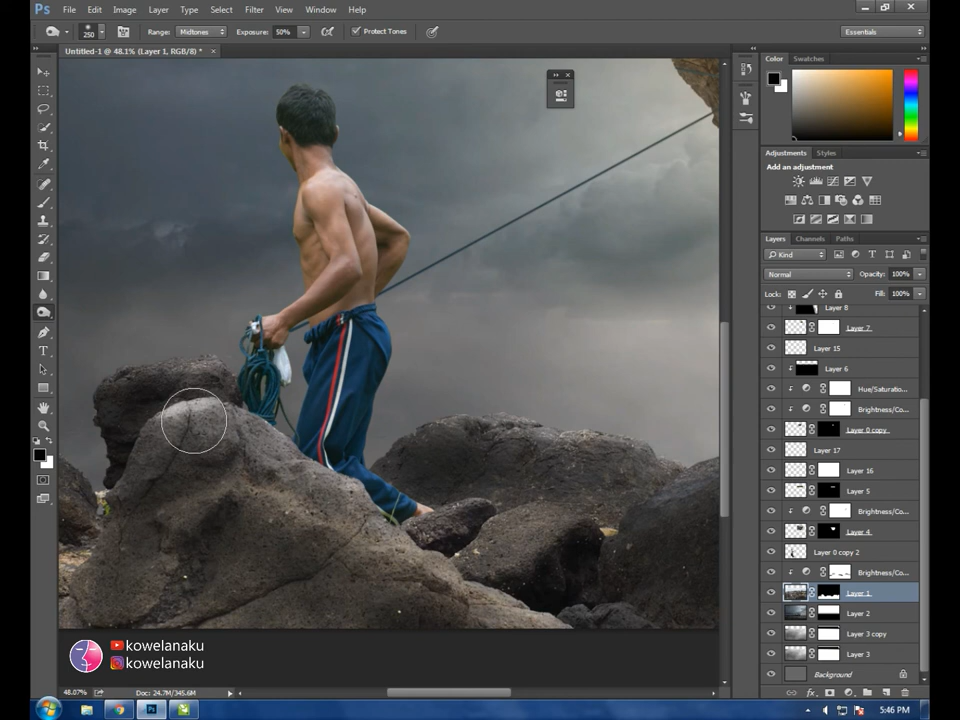 Ps File Edit Image Layer Type Select Filter View Window Help
250 Range: Midtones Exposure: 50% Protect Tones Essentials
Untitled-1 @ 48.1% (Layer 1, RGB/8) *
Color Swatches
Adjustments Styles
Add an adjustment
Layers Channels Paths
Kind
Normal Opacity: 100%
Lock: Fill: 100%
Layer 8
Layer 7
Layer 15
Layer 6
Hue/Saturatio...
Brightness/Co...
Layer 0 copy
Layer 17
Layer 16
Layer 5
Brightness/Co...
Layer 4
Layer 0 copy 2
Brightness/Co...
Layer 1
Layer 2
Layer 3 copy
Layer 3
Background
kowelanaku
kowelanaku
48.07% Doc: 24.7M/345.6M
fx
Ps
5:46 PM